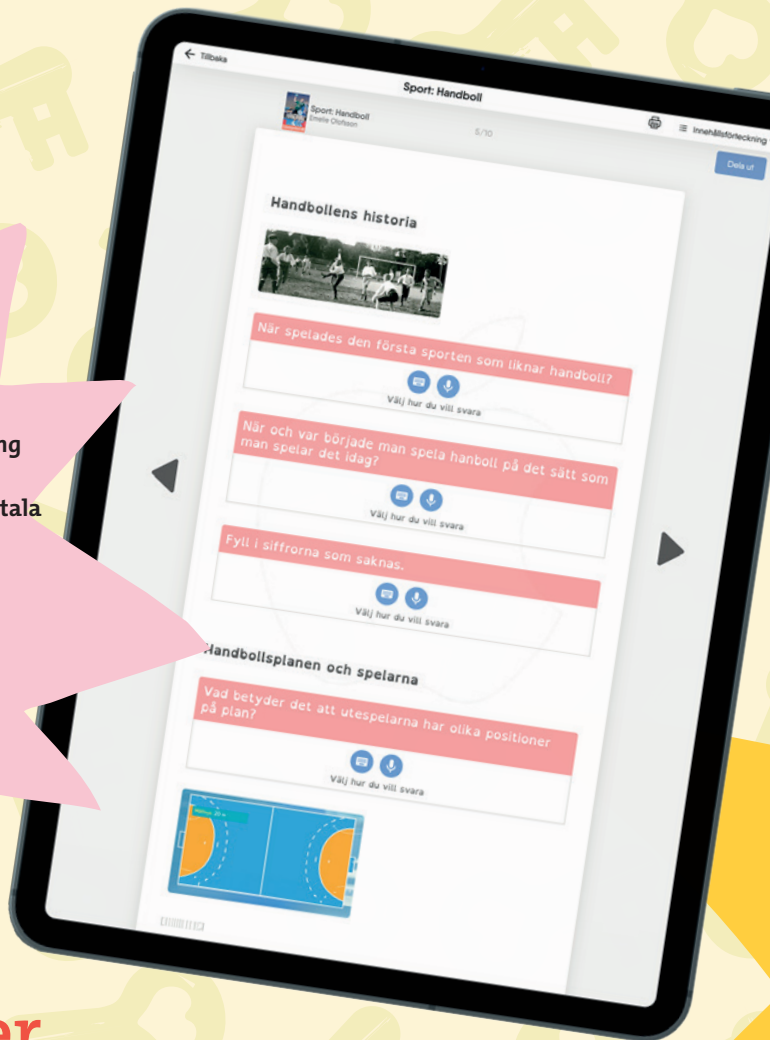 ← Tillbaka
Sport: Handboll
Innehållsförteckning
Sport: Handboll
Emelie Olofsson
5/10
Dela ut
Handbollens historia
När spelades den första sporten som liknar handboll?
Välj hur du vill svara
När och var började man spela hanboll på det sätt som
man spelar det idag?
Välj hur du vill svara
Fyll i siffrorna som saknas.
Välj hur du vill svara
Handbollsplanen och spelarna
Vad betyder det att utespelarna har olika positioner
på plan?
Välj hur du vill svara
ng
tala
er